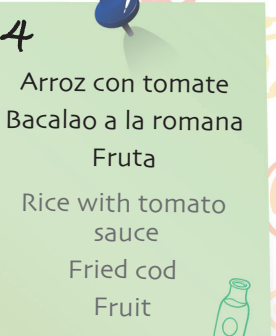 4
Arroz con tomate
Bacalao a la romana
Fruta
Rice with tomato
sauce
Fried cod
Fruit